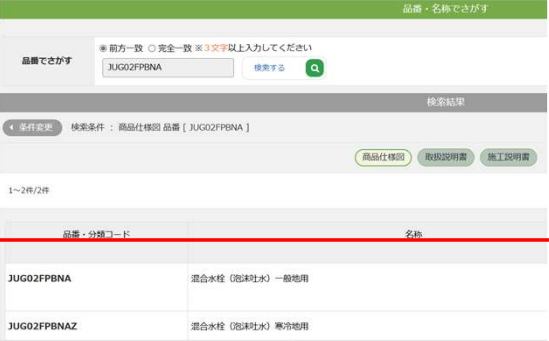 品番・名称でさがす
品番でさがす
前方一致 完全一致 ※3文字以上入力してください
JUG02FPBNA 検索する
検索結果
条件変更 検索条件 : 商品仕様図 品番 [ JUG02FPBNA ]
商品仕様図 取扱説明書 施工説明書
1~2件/2件
品番・分類コード 名称
JUG02FPBNA 混合水栓（泡沫吐水）一般地用
JUG02FPBNAZ 混合水栓（泡沫吐水）寒冷地用